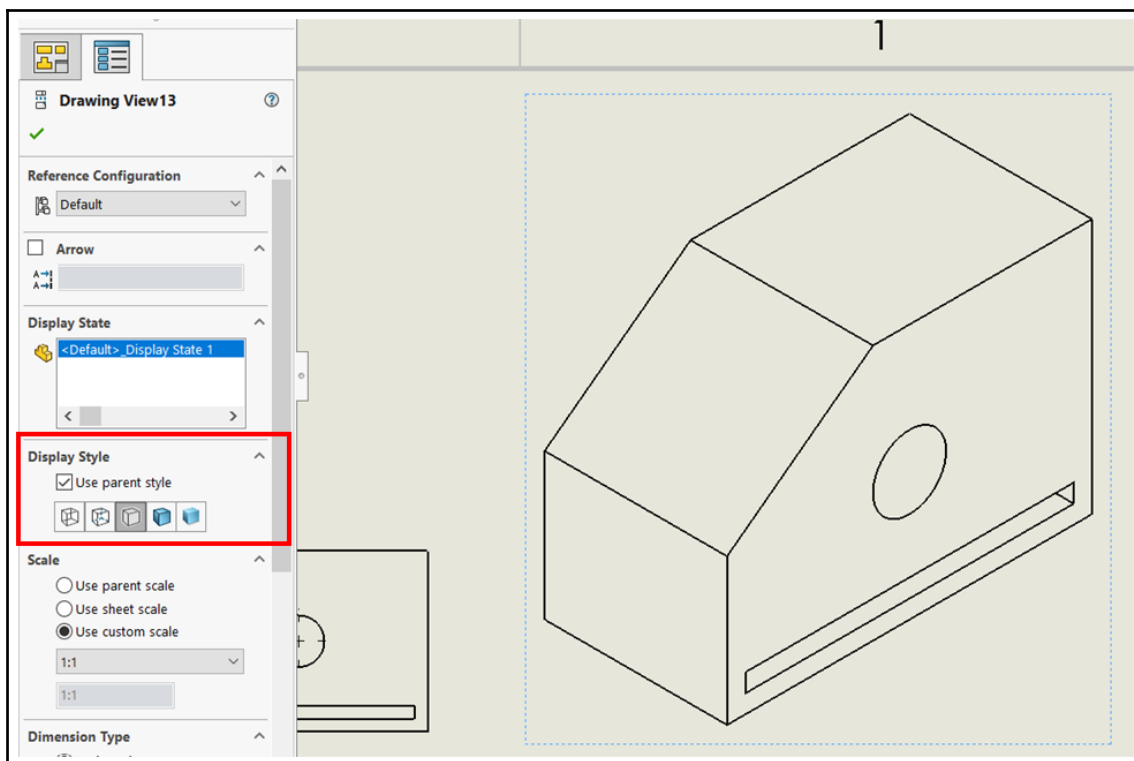 1
Drawing View13
Reference Configuration
Default
Arrow
A
A
Display State
<Default>_Display State 1
Display Style
Use parent style
Scale
Use parent scale
Use sheet scale
Use custom scale
1:1
1:1
Dimension Type